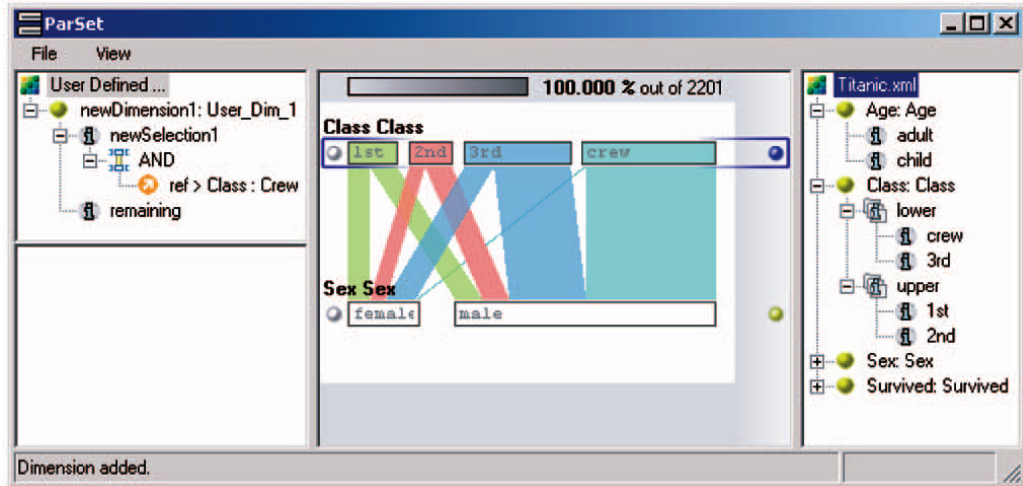 ParSet
File View
User Defined ...
newDimension1: User_Dim_1
newSelection1
AND
ref > Class : Crew
remaining
100.000 % out of 2201
Class Class
1st 2nd 3rd crew
Sex Sex
female male
Titanic.xml
Age: Age
adult
child
Class: Class
lower
crew
3rd
upper
1st
2nd
Sex: Sex
Survived: Survived
Dimension added.